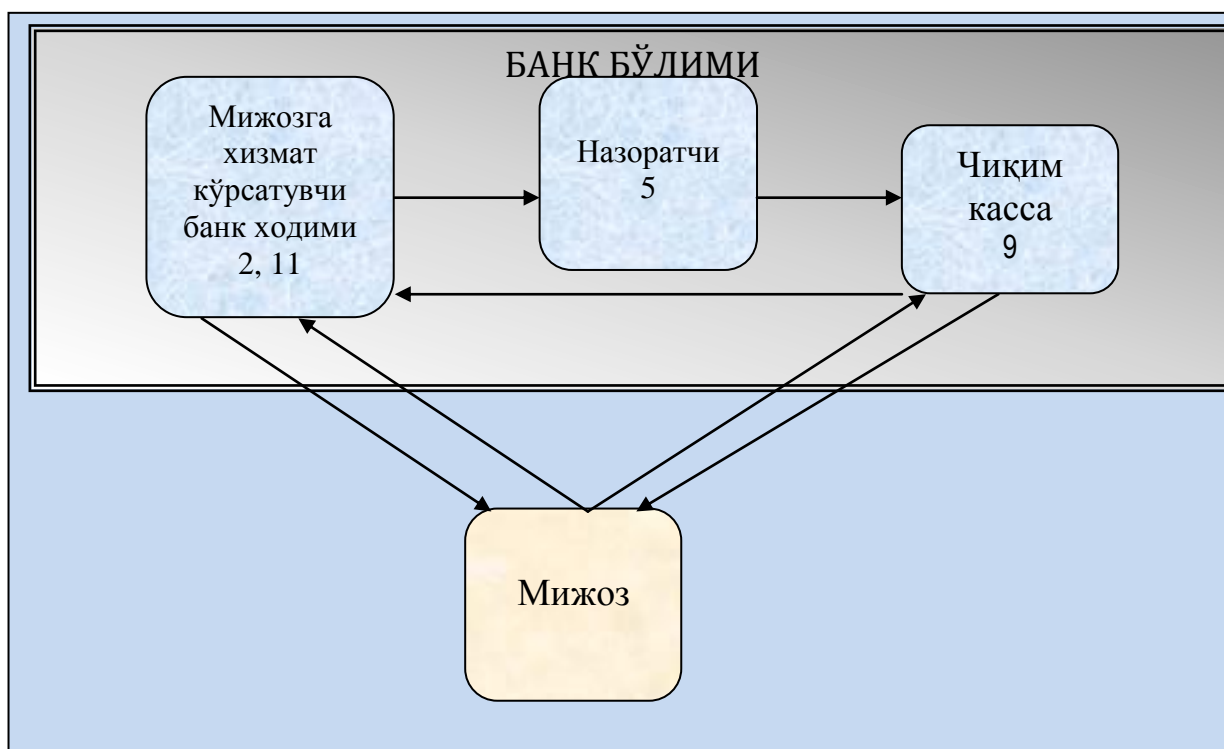 БАНК БЎЛИМИ
Мижозга
хизмат
кўрсатувчи
банк ходими
2, 11
Назоратчи
5
Чиқим
касса
9
Мижоз